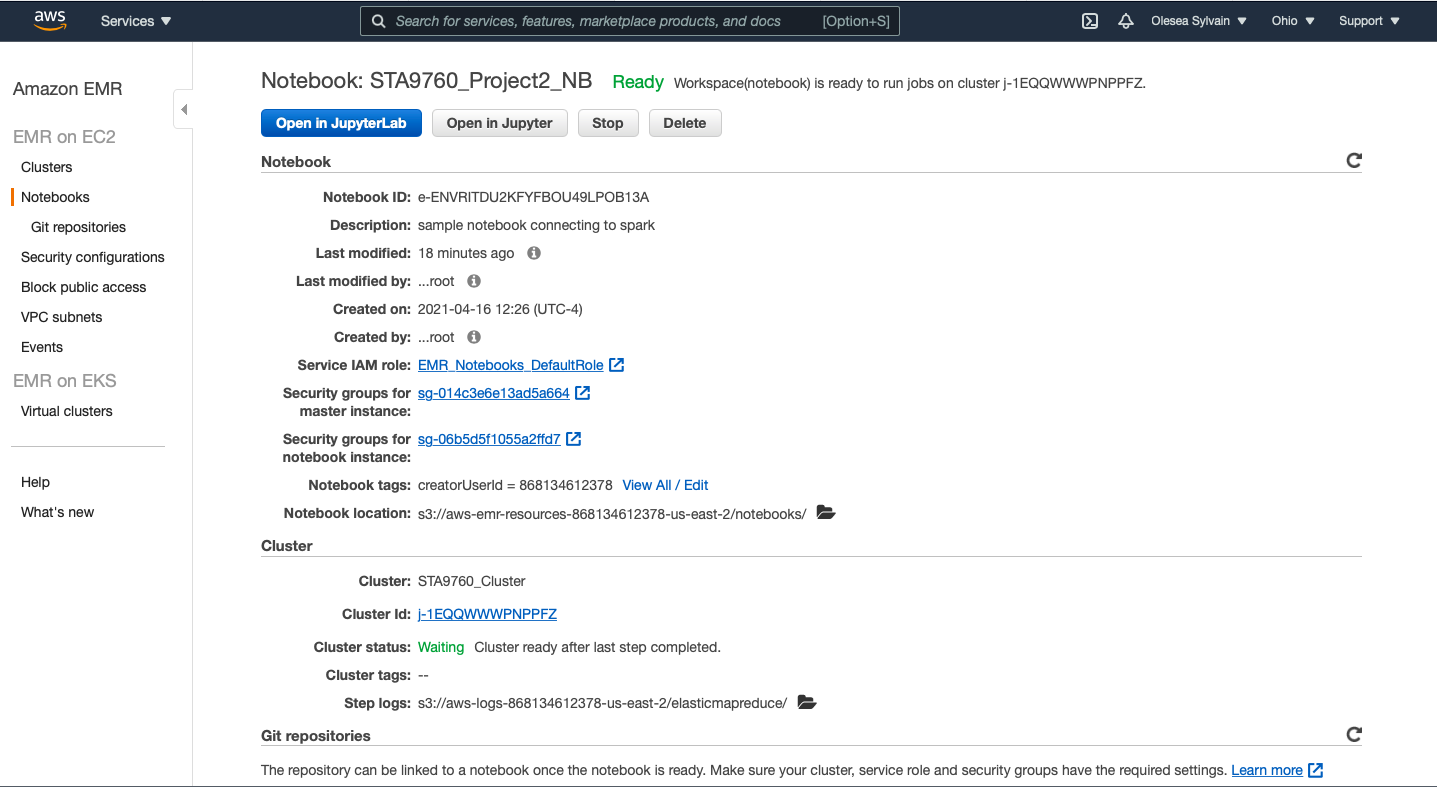 aws Services Search for services, features, marketplace products, and docs [Option+S] Olesea Sylvain Ohio Support
Amazon EMR
EMR on EC2
Clusters
Notebooks
Git repositories
Security configurations
Block public access
VPC subnets
Events
EMR on EKS
Virtual clusters
Help
What's new
Notebook: STA9760_Project2_NB Ready Workspace(notebook) is ready to run jobs on cluster j-1EQQWWWPNPPFZ.
Open in JupyterLab Open in Jupyter Stop Delete
Notebook
Notebook ID: e-ENVRITDU2KFYFBOU49LPOB13A
Description: sample notebook connecting to spark
Last modified: 18 minutes ago
Last modified by: ...root
Created on: 2021-04-16 12:26 (UTC-4)
Created by: ...root
Service IAM role: EMR_Notebooks_DefaultRole
Security groups for sg-014c3e6e13ad5a664
master instance:
Security groups for sg-06b5d5f1055a2ffd7
notebook instance:
Notebook tags: creatorUserId = 868134612378 View All / Edit
Notebook location: s3://aws-emr-resources-868134612378-us-east-2/notebooks/
Cluster
Cluster: STA9760_Cluster
Cluster Id: j-1EQQWWWPNPPFZ
Cluster status: Waiting Cluster ready after last step completed.
Cluster tags: --
Step logs: s3://aws-logs-868134612378-us-east-2/elasticmapreduce/
Git repositories
The repository can be linked to a notebook once the notebook is ready. Make sure your cluster, service role and security groups have the required settings. Learn more